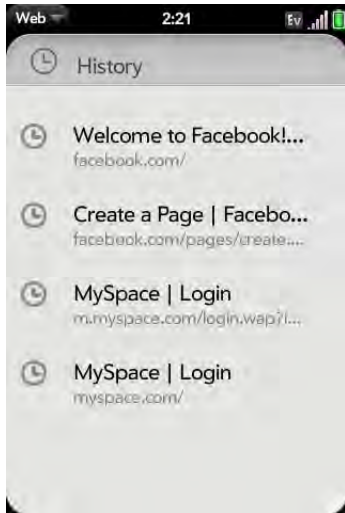 Web
2:21
Ev
History
Welcome to Facebook!...
facebook.com/
Create a Page | Facebo...
facebook.com/pages/create....
MySpace | Login
m.myspace.com/login.wap?l...
MySpace | Login
myspace.com/